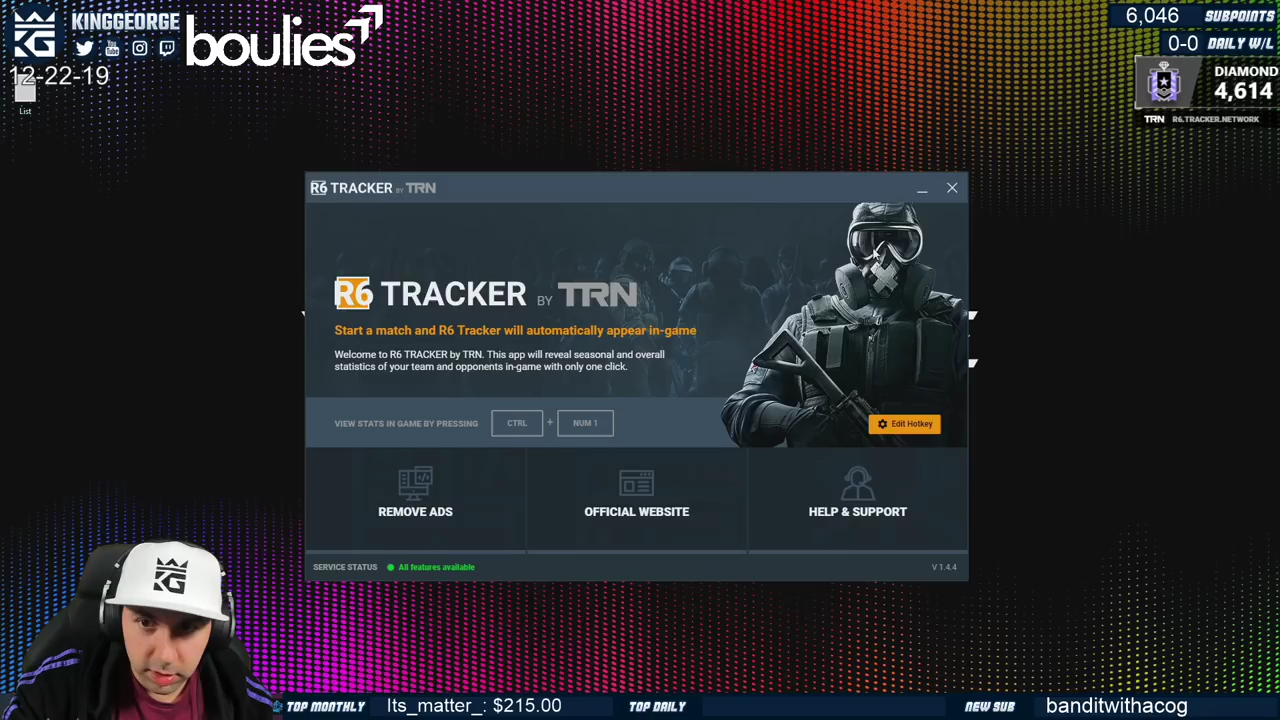 KINGGEORGE
boulies
12-22-19
List
6,046 SUBPOINTS
0-0 DAILY W/L
DIAMOND
4,614
TRN R6.TRACKER.NETWORK
R6 TRACKER BY TRN
R6 TRACKER BY TRN
Start a match and R6 Tracker will automatically appear in-game
Welcome to R6 TRACKER by TRN. This app will reveal seasonal and overall
statistics of your team and opponents in-game with only one click.
VIEW STATS IN GAME BY PRESSING CTRL + NUM 1 Edit Hotkey
REMOVE ADS OFFICIAL WEBSITE HELP & SUPPORT
SERVICE STATUS All features available V 1.4.4
KG
TOP MONTHLY Its_matter_: $215.00 TOP DAILY NEW SUB banditwithacog